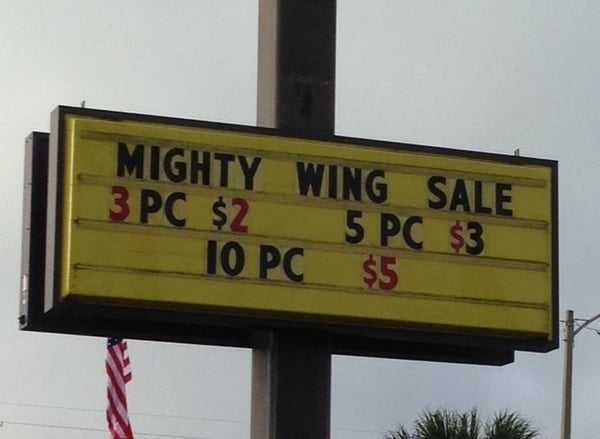 MIGHTY WING SALE
3 PC $2 5 PC $3
10 PC $5